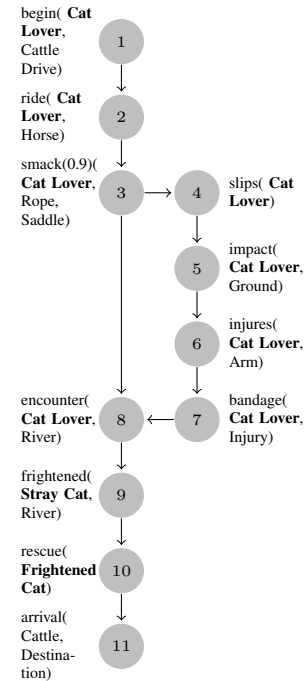 begin( Cat
Lover,
Cattle
Drive)
1
ride( Cat
Lover,
Horse)
2
smack(0.9)(
Cat Lover,
Rope,
Saddle)
3
4
slips( Cat
Lover)
impact(
Cat Lover,
Ground)
5
injures(
Cat Lover,
Arm)
6
encounter(
Cat Lover,
River)
8
7
bandage(
Cat Lover,
Injury)
frightened(
Stray Cat,
River)
9
rescue(
Frightened
Cat)
10
arrival(
Cattle,
Destina-
tion)
11